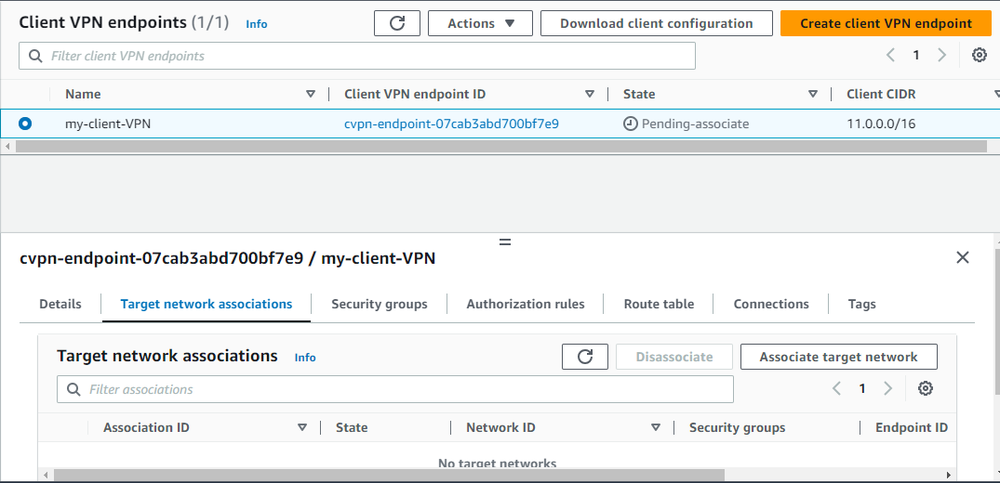 Client VPN endpoints (1/1) Info Actions Download client configuration Create client VPN endpoint
Filter client VPN endpoints 1
Name Client VPN endpoint ID State Client CIDR
my-client-VPN cvpn-endpoint-07cab3abd700bf7e9 Pending-associate 11.0.0.0/16
cvpn-endpoint-07cab3abd700bf7e9 / my-client-VPN
Details Target network associations Security groups Authorization rules Route table Connections Tags
Target network associations Info Disassociate Associate target network
Filter associations 1
Association ID State Network ID Security groups Endpoint ID
No target networks